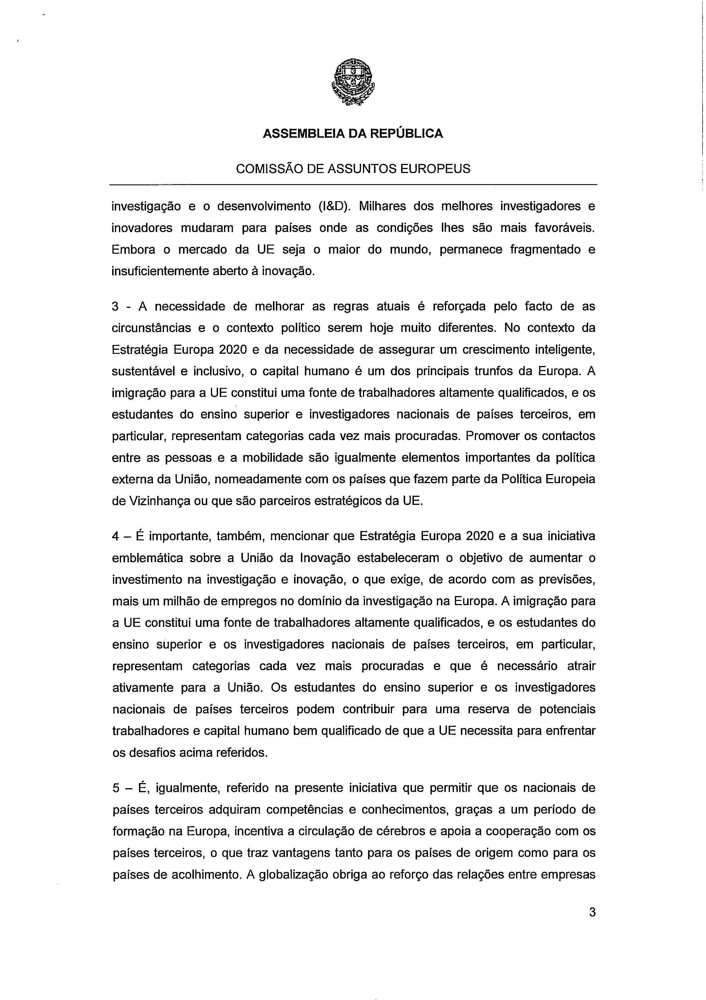 ASSEMBLEIA DA REPÚBLICA
COMISSÃO DE ASSUNTOS EUROPEUS
investigação e o desenvolvimento (I&D). Milhares dos melhores investigadores e
inovadores mudaram para países onde as condições lhes são mais favoráveis.
Embora o mercado da UE seja o maior do mundo, permanece fragmentado e
insuficientemente aberto à inovação.
3 - A necessidade de melhorar as regras atuais é reforçada pelo facto de as
circunstâncias e o contexto político serem hoje muito diferentes. No contexto da
Estratégia Europa 2020 e da necessidade de assegurar um crescimento inteligente,
sustentável e inclusivo, o capital humano é um dos principais trunfos da Europa. A
imigração para a UE constitui uma fonte de trabalhadores altamente qualificados, e os
estudantes do ensino superior e investigadores nacionais de países terceiros, em
particular, representam categorias cada vez mais procuradas. Promover os contactos
entre as pessoas e a mobilidade são igualmente elementos importantes da política
externa da União, nomeadamente com os países que fazem parte da Política Europeia
de Vizinhança ou que são parceiros estratégicos da UE.
4 – É importante, também, mencionar que Estratégia Europa 2020 e a sua iniciativa
emblemática sobre a União da Inovação estabeleceram o objetivo de aumentar o
investimento na investigação e inovação, o que exige, de acordo com as previsões,
mais um milhão de empregos no domínio da investigação na Europa. A imigração para
a UE constitui uma fonte de trabalhadores altamente qualificados, e os estudantes do
ensino superior e os investigadores nacionais de países terceiros, em particular,
representam categorias cada vez mais procuradas e que é necessário atrair
ativamente para a União. Os estudantes do ensino superior e os investigadores
nacionais de países terceiros podem contribuir para uma reserva de potenciais
trabalhadores e capital humano bem qualificado de que a UE necessita para enfrentar
os desafios acima referidos.
5 – É, igualmente, referido na presente iniciativa que permitir que os nacionais de
países terceiros adquiram competências e conhecimentos, graças a um período de
formação na Europa, incentiva a circulação de cérebros e apoia a cooperação com os
países terceiros, o que traz vantagens tanto para os países de origem como para os
países de acolhimento. A globalização obriga ao reforço das relações entre empresas
3